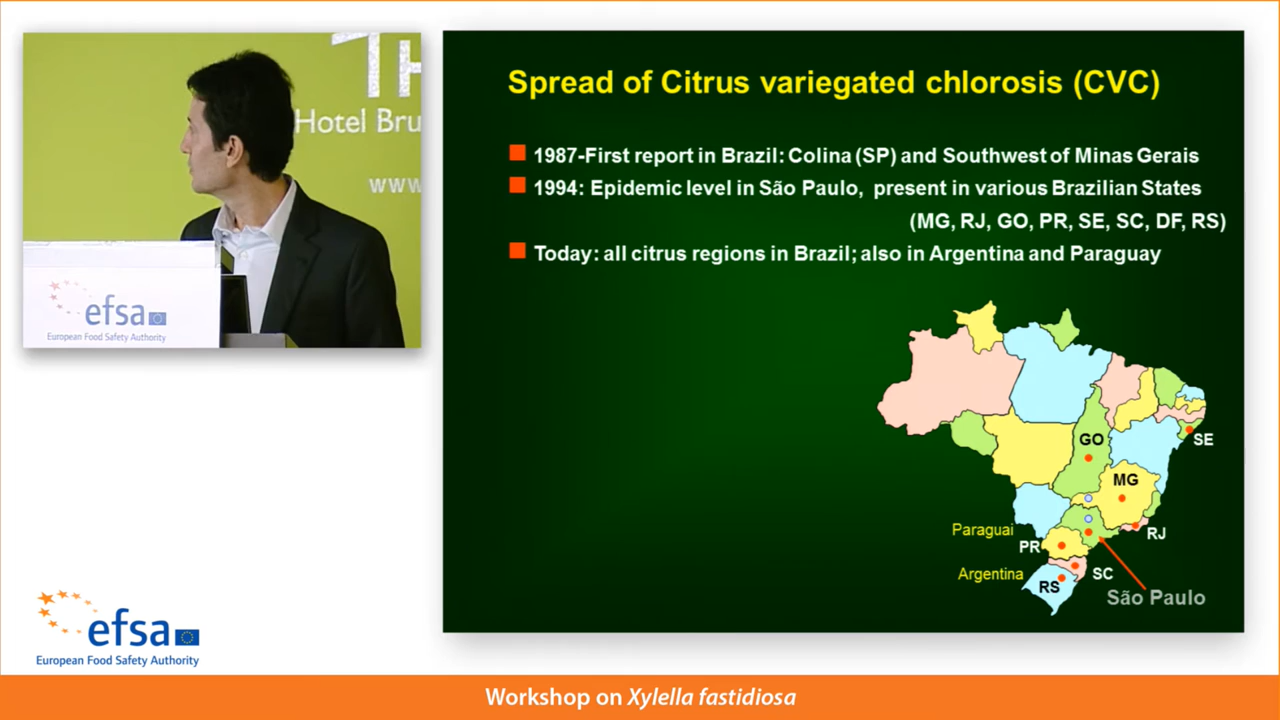 TH
Hotel Bru
www.
efsa
European Food Safety Authority
Spread of Citrus variegated chlorosis (CVC)
1987-First report in Brazil: Colina (SP) and Southwest of Minas Gerais
1994: Epidemic level in São Paulo, present in various Brazilian States
(MG, RJ, GO, PR, SE, SC, DF, RS)
Today: all citrus regions in Brazil; also in Argentina and Paraguay
GO
SE
MG
Paraguai
RJ
PR
Argentina
SC
RS
São Paulo
efsa
European Food Safety Authority
Workshop on Xylella fastidiosa